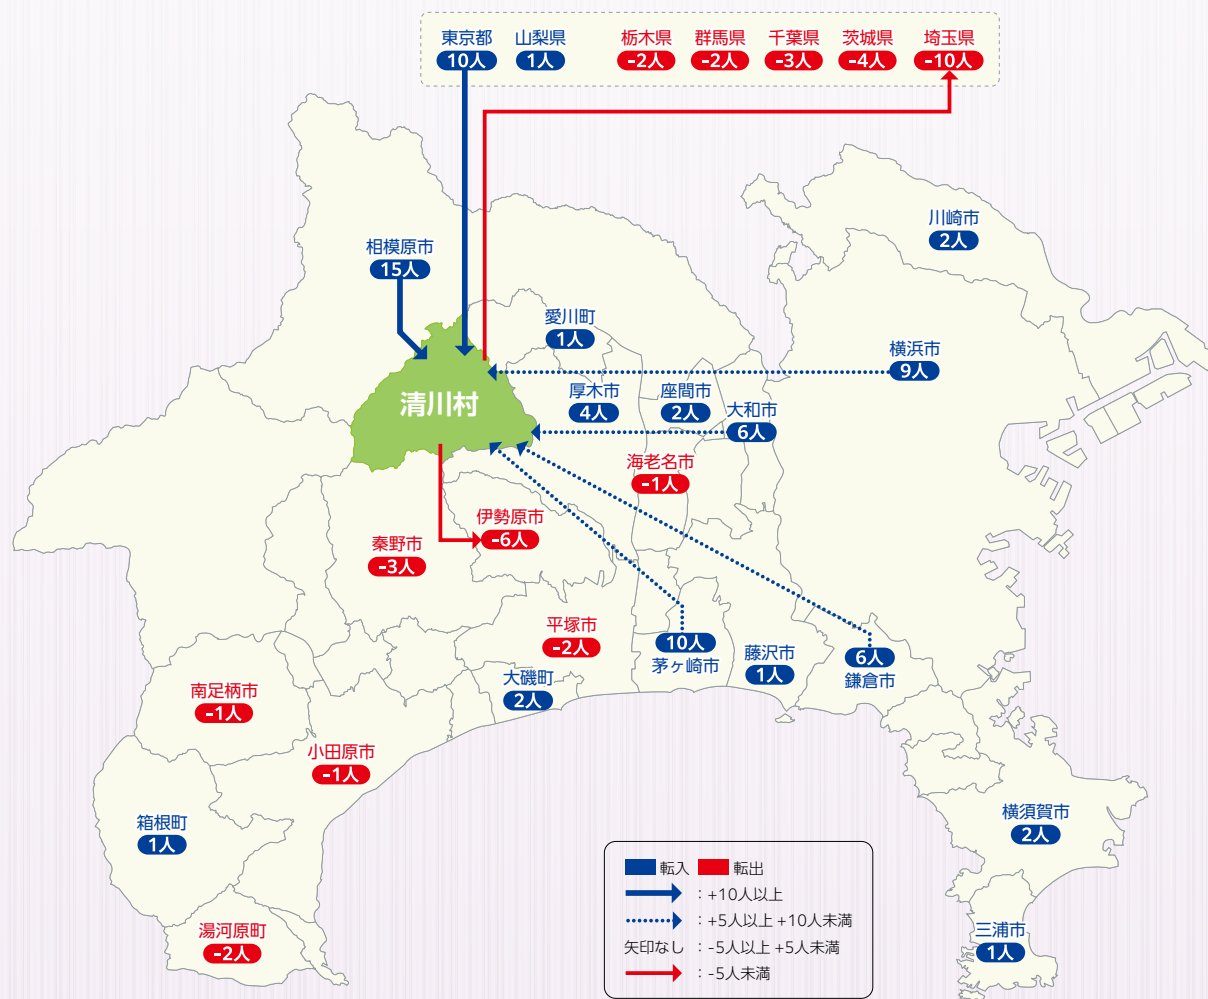 東京都
10人
山梨県
1人
栃木県
-2人
群馬県
-2人
千葉県
-3人
茨城県
-4人
埼玉県
-10人
川崎市
2人
相模原市
15人
愛川町
1人
横浜市
9人
清川村
厚木市
4人
座間市
2人
大和市
6人
海老名市
-1人
伊勢原市
-6人
秦野市
-3人
平塚市
-2人
10人
茅ヶ崎市
藤沢市
1人
6人
鎌倉市
大磯町
2人
南足柄市
-1人
小田原市
-1人
箱根町
1人
横須賀市
2人
湯河原町
-2人
三浦市
1人
転入 転出
：+10人以上
：+5人以上 +10人未満
矢印なし ：-5人以上 +5人未満
：-5人未満